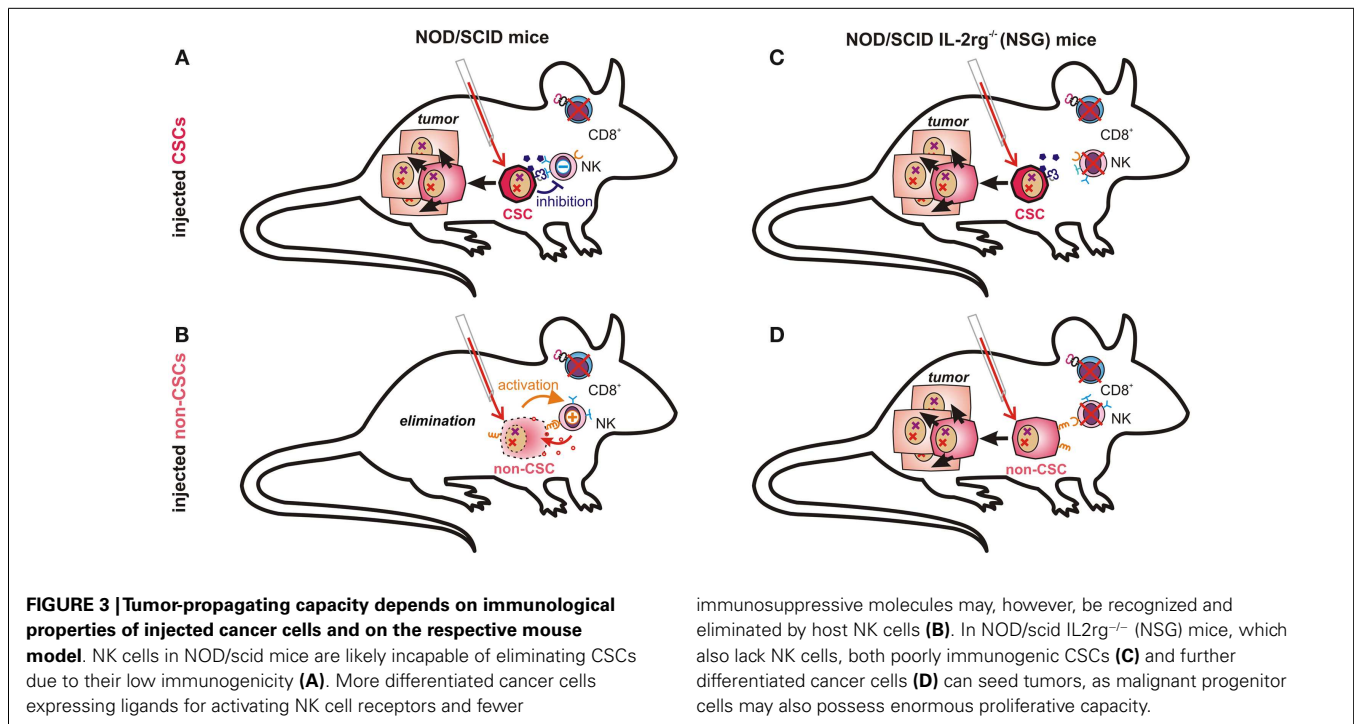 NOD/SCID mice
NOD/SCID IL-2rg-/- (NSG) mice
A
injected CSCs
tumor
CD8+
NK
inhibition
CSC
C
tumor
CD8+
NK
CSC
B
injected non-CSCs
activation
CD8+
NK
elimination
non-CSC
D
tumor
CD8+
NK
non-CSC
FIGURE 3 | Tumor-propagating capacity depends on immunological
properties of injected cancer cells and on the respective mouse
model. NK cells in NOD/scid mice are likely incapable of eliminating CSCs
due to their low immunogenicity (A). More differentiated cancer cells
expressing ligands for activating NK cell receptors and fewer
immunosuppressive molecules may, however, be recognized and
eliminated by host NK cells (B). In NOD/scid IL2rg−/− (NSG) mice, which
also lack NK cells, both poorly immunogenic CSCs (C) and further
differentiated cancer cells (D) can seed tumors, as malignant progenitor
cells may also possess enormous proliferative capacity.